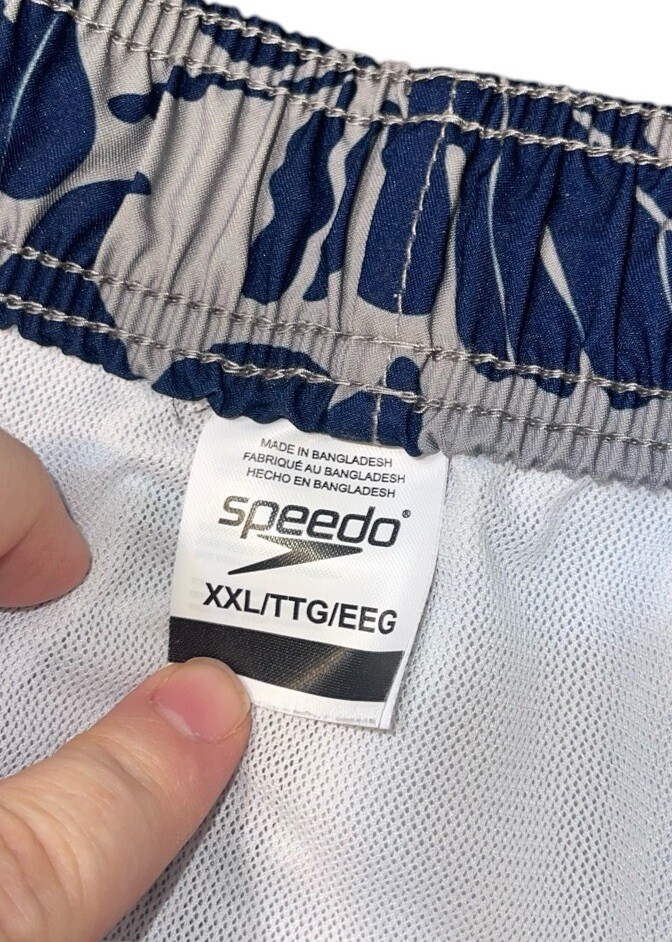 MADE IN BANGLADESH
FABRIQUÉ AU BANGLADESH
HECHO EN BANGLADESH
speedo®
XXL/TTG/EEG